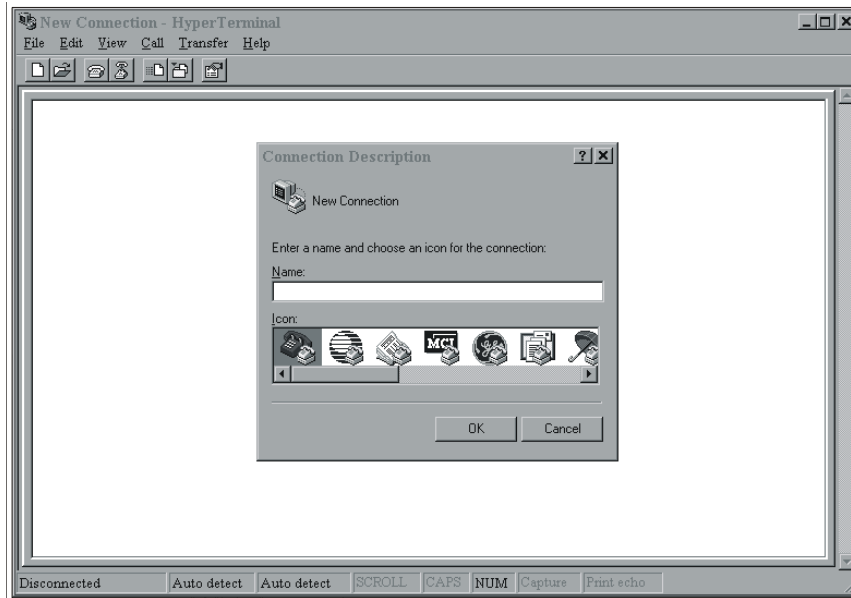 New Connection - HyperTerminal
File Edit View Call Transfer Help
Connection Description
New Connection
Enter a name and choose an icon for the connection:
Name:
Icon:
MCI
OK Cancel
Disconnected Auto detect Auto detect SCROLL CAPS NUM Capture Print echo